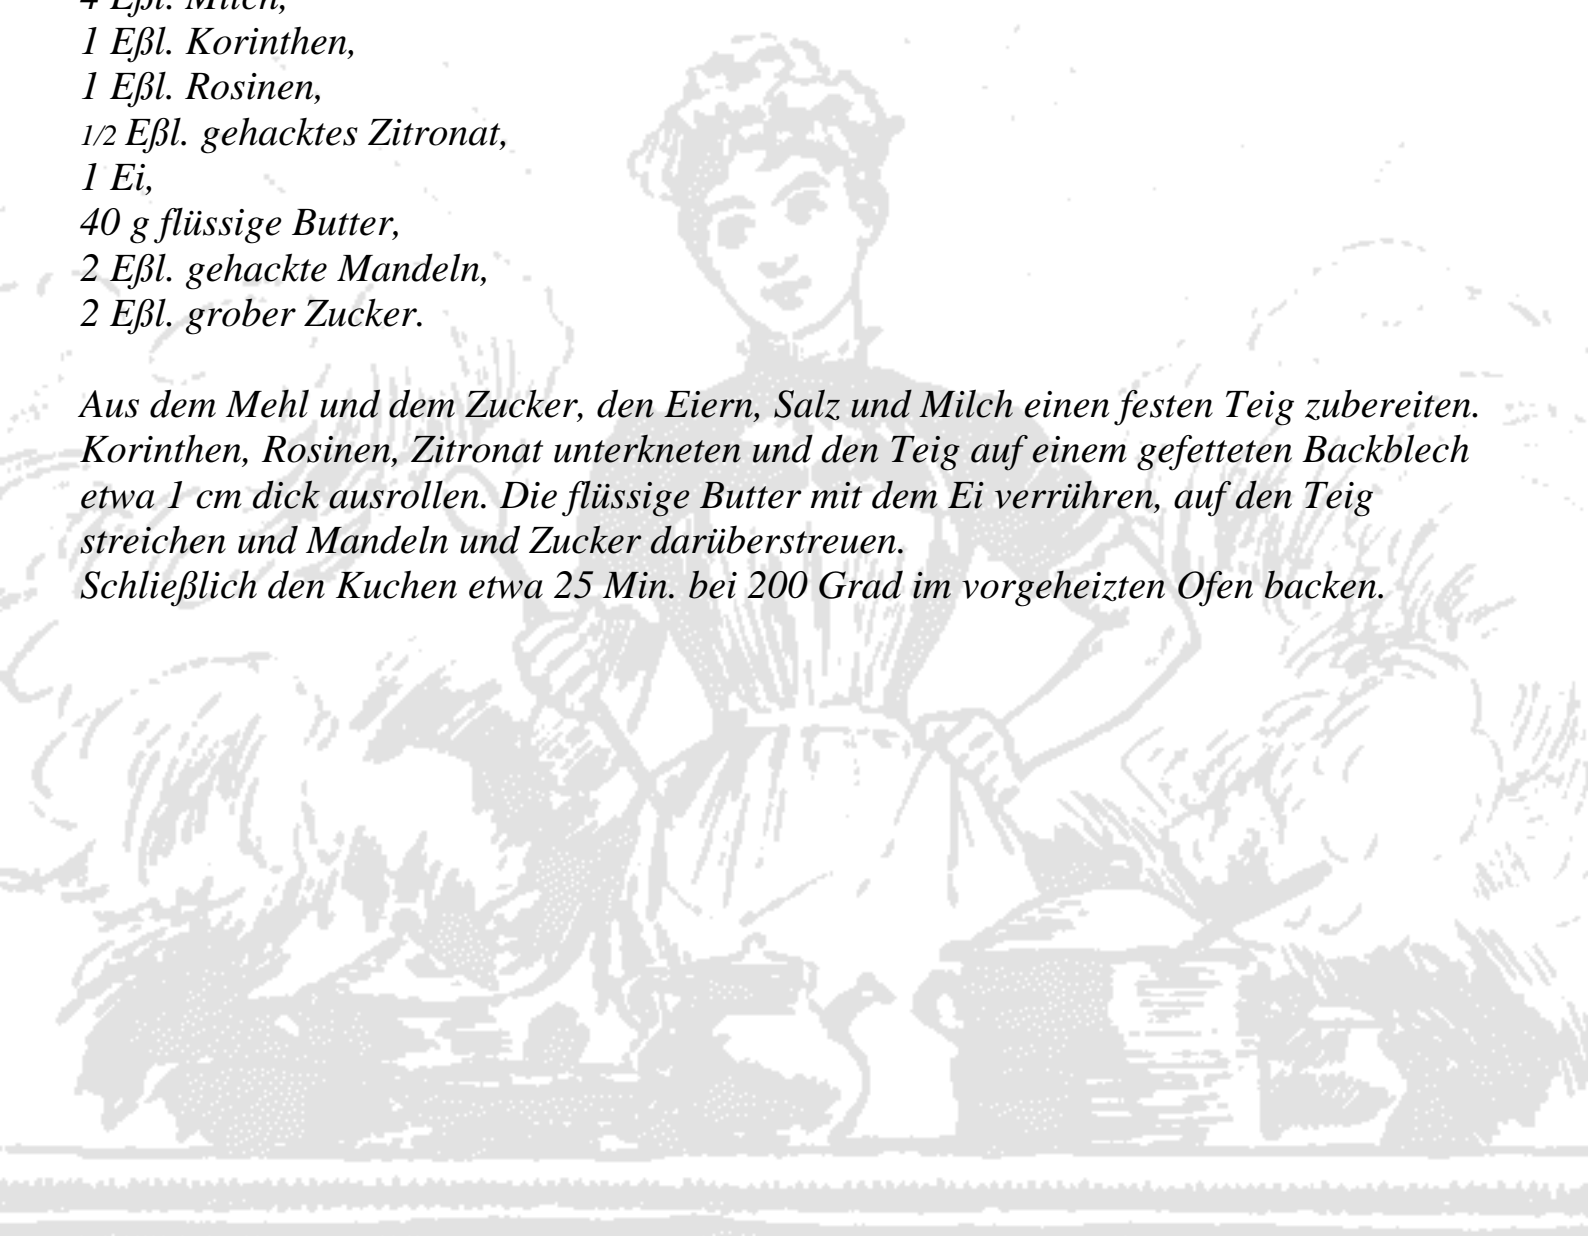 4 Eßl. Milch,
1 Eßl. Korinthen,
1 Eßl. Rosinen,
1/2 Eßl. gehacktes Zitronat,
1 Ei,
40 g flüssige Butter,
2 Eßl. gehackte Mandeln,
2 Eßl. grober Zucker.
Aus dem Mehl und dem Zucker, den Eiern, Salz und Milch einen festen Teig zubereiten.
Korinthen, Rosinen, Zitronat unterkneten und den Teig auf einem gefetteten Backblech
etwa 1 cm dick ausrollen. Die flüssige Butter mit dem Ei verrühren, auf den Teig
streichen und Mandeln und Zucker darüberstreuen.
Schließlich den Kuchen etwa 25 Min. bei 200 Grad im vorgeheizten Ofen backen.